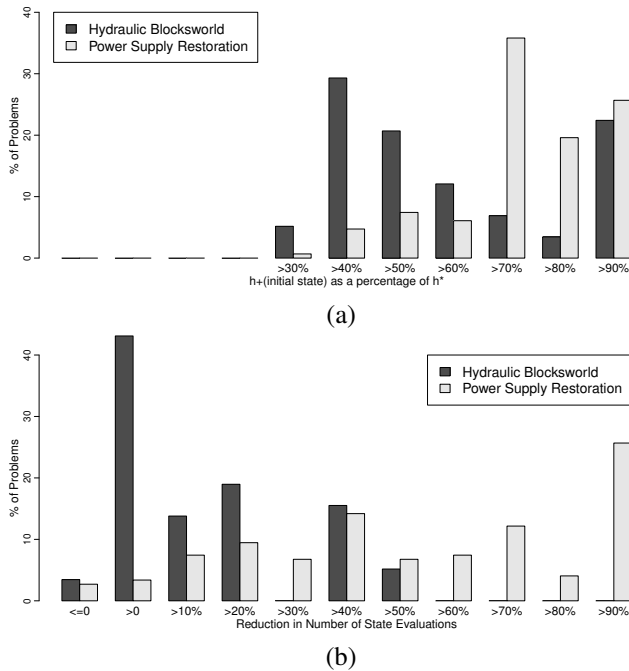 40
30
20
10
0
% of Problems
Hydraulic Blocksworld
Power Supply Restoration
>30% >40% >50% >60% >70% >80% >90%
h+(initial state) as a percentage of h*
(a)
40
30
20
10
0
% of Problems
Hydraulic Blocksworld
Power Supply Restoration
<=0 >0 >10% >20% >30% >40% >50% >60% >70% >80% >90%
Reduction in Number of State Evaluations
(b)